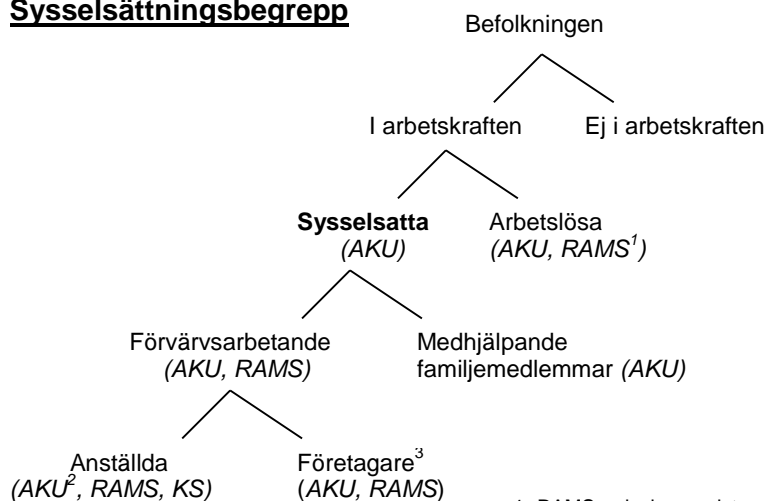 Sysselsättningsbegrepp
Befolkningen
I arbetskraften Ej i arbetskraften
Sysselsatta Arbetslösa
(AKU) (AKU, RAMS¹)
Förvärvsarbetande Medhjälpande
(AKU, RAMS) familjemedlemmar (AKU)
Anställda Företagare³
(AKU², RAMS, KS) (AKU, RAMS)